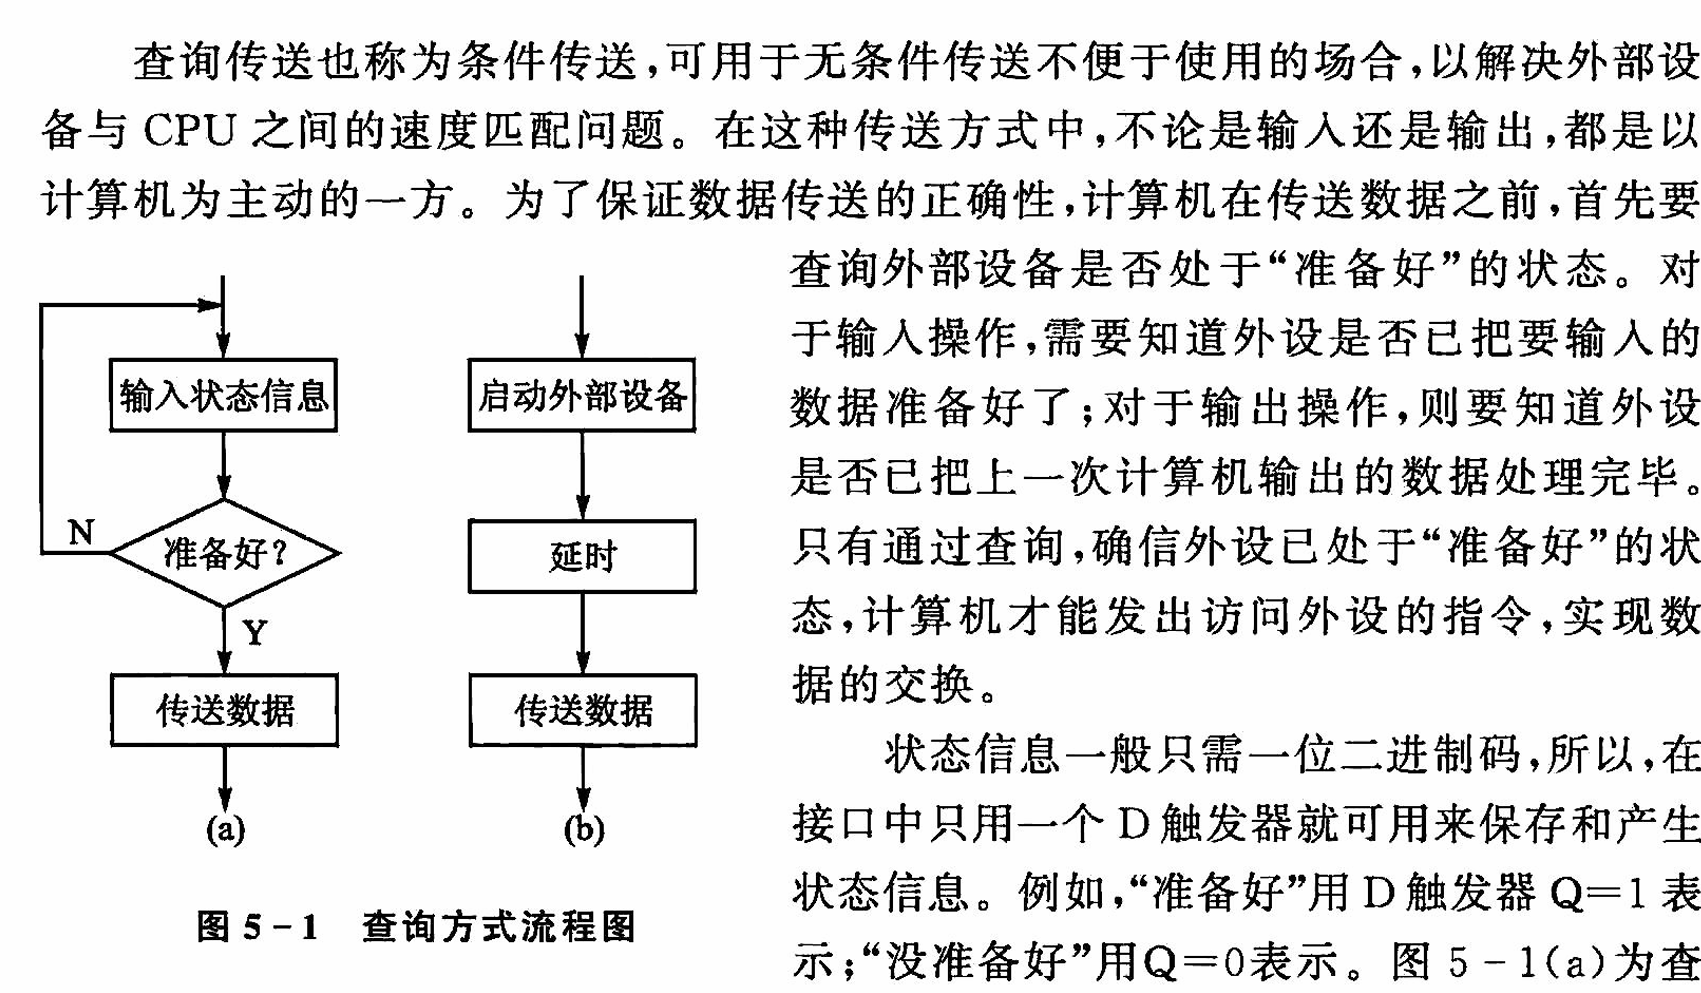 查询传送也称为条件传送,可用于无条件传送不便于使用的场合,以解决外部设
备与 CPU 之间的速度匹配问题。在这种传送方式中,不论是输入还是输出,都是以
计算机为主动的一方。为了保证数据传送的正确性,计算机在传送数据之前,首先要
查询外部设备是否处于“准备好”的状态。对
于输入操作,需要知道外设是否已把要输入的
数据准备好了;对于输出操作,则要知道外设
是否已把上一次计算机输出的数据处理完毕。
只有通过查询,确信外设已处于“准备好”的状
态,计算机才能发出访问外设的指令,实现数
据的交换。
状态信息一般只需一位二进制码,所以,在
接口中只用一个 D 触发器就可用来保存和产生
状态信息。例如,“准备好”用 D 触发器 Q=1 表
示;“没准备好”用Q=0表示。图 5-1(a)为查
输入状态信息
N
准备好?
Y
传送数据
(a)
启动外部设备
延时
传送数据
(b)
图 5-1 查询方式流程图